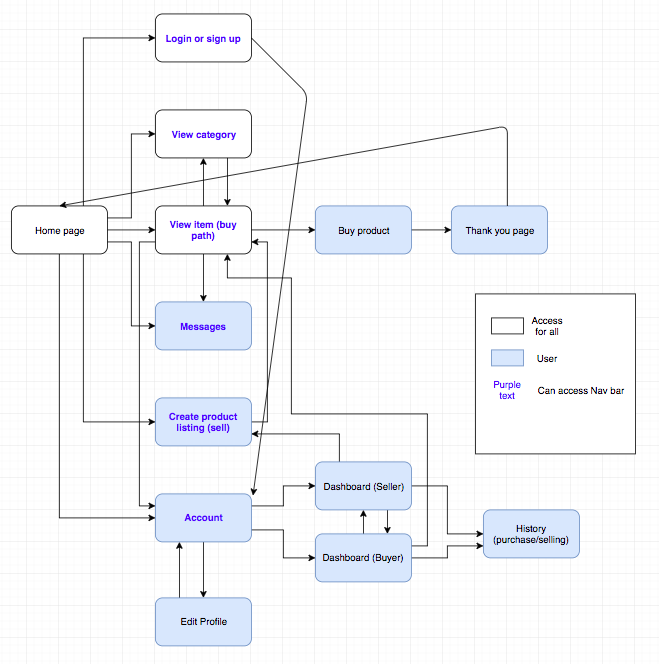 Login or sign up
View category
Home page
View item (buy
path)
Buy product
Thank you page
Messages
Access
for all
User
Purple
text
Can access Nav bar
Create product
listing (sell)
Dashboard (Seller)
Account
History
(purchase/selling)
Dashboard (Buyer)
Edit Profile